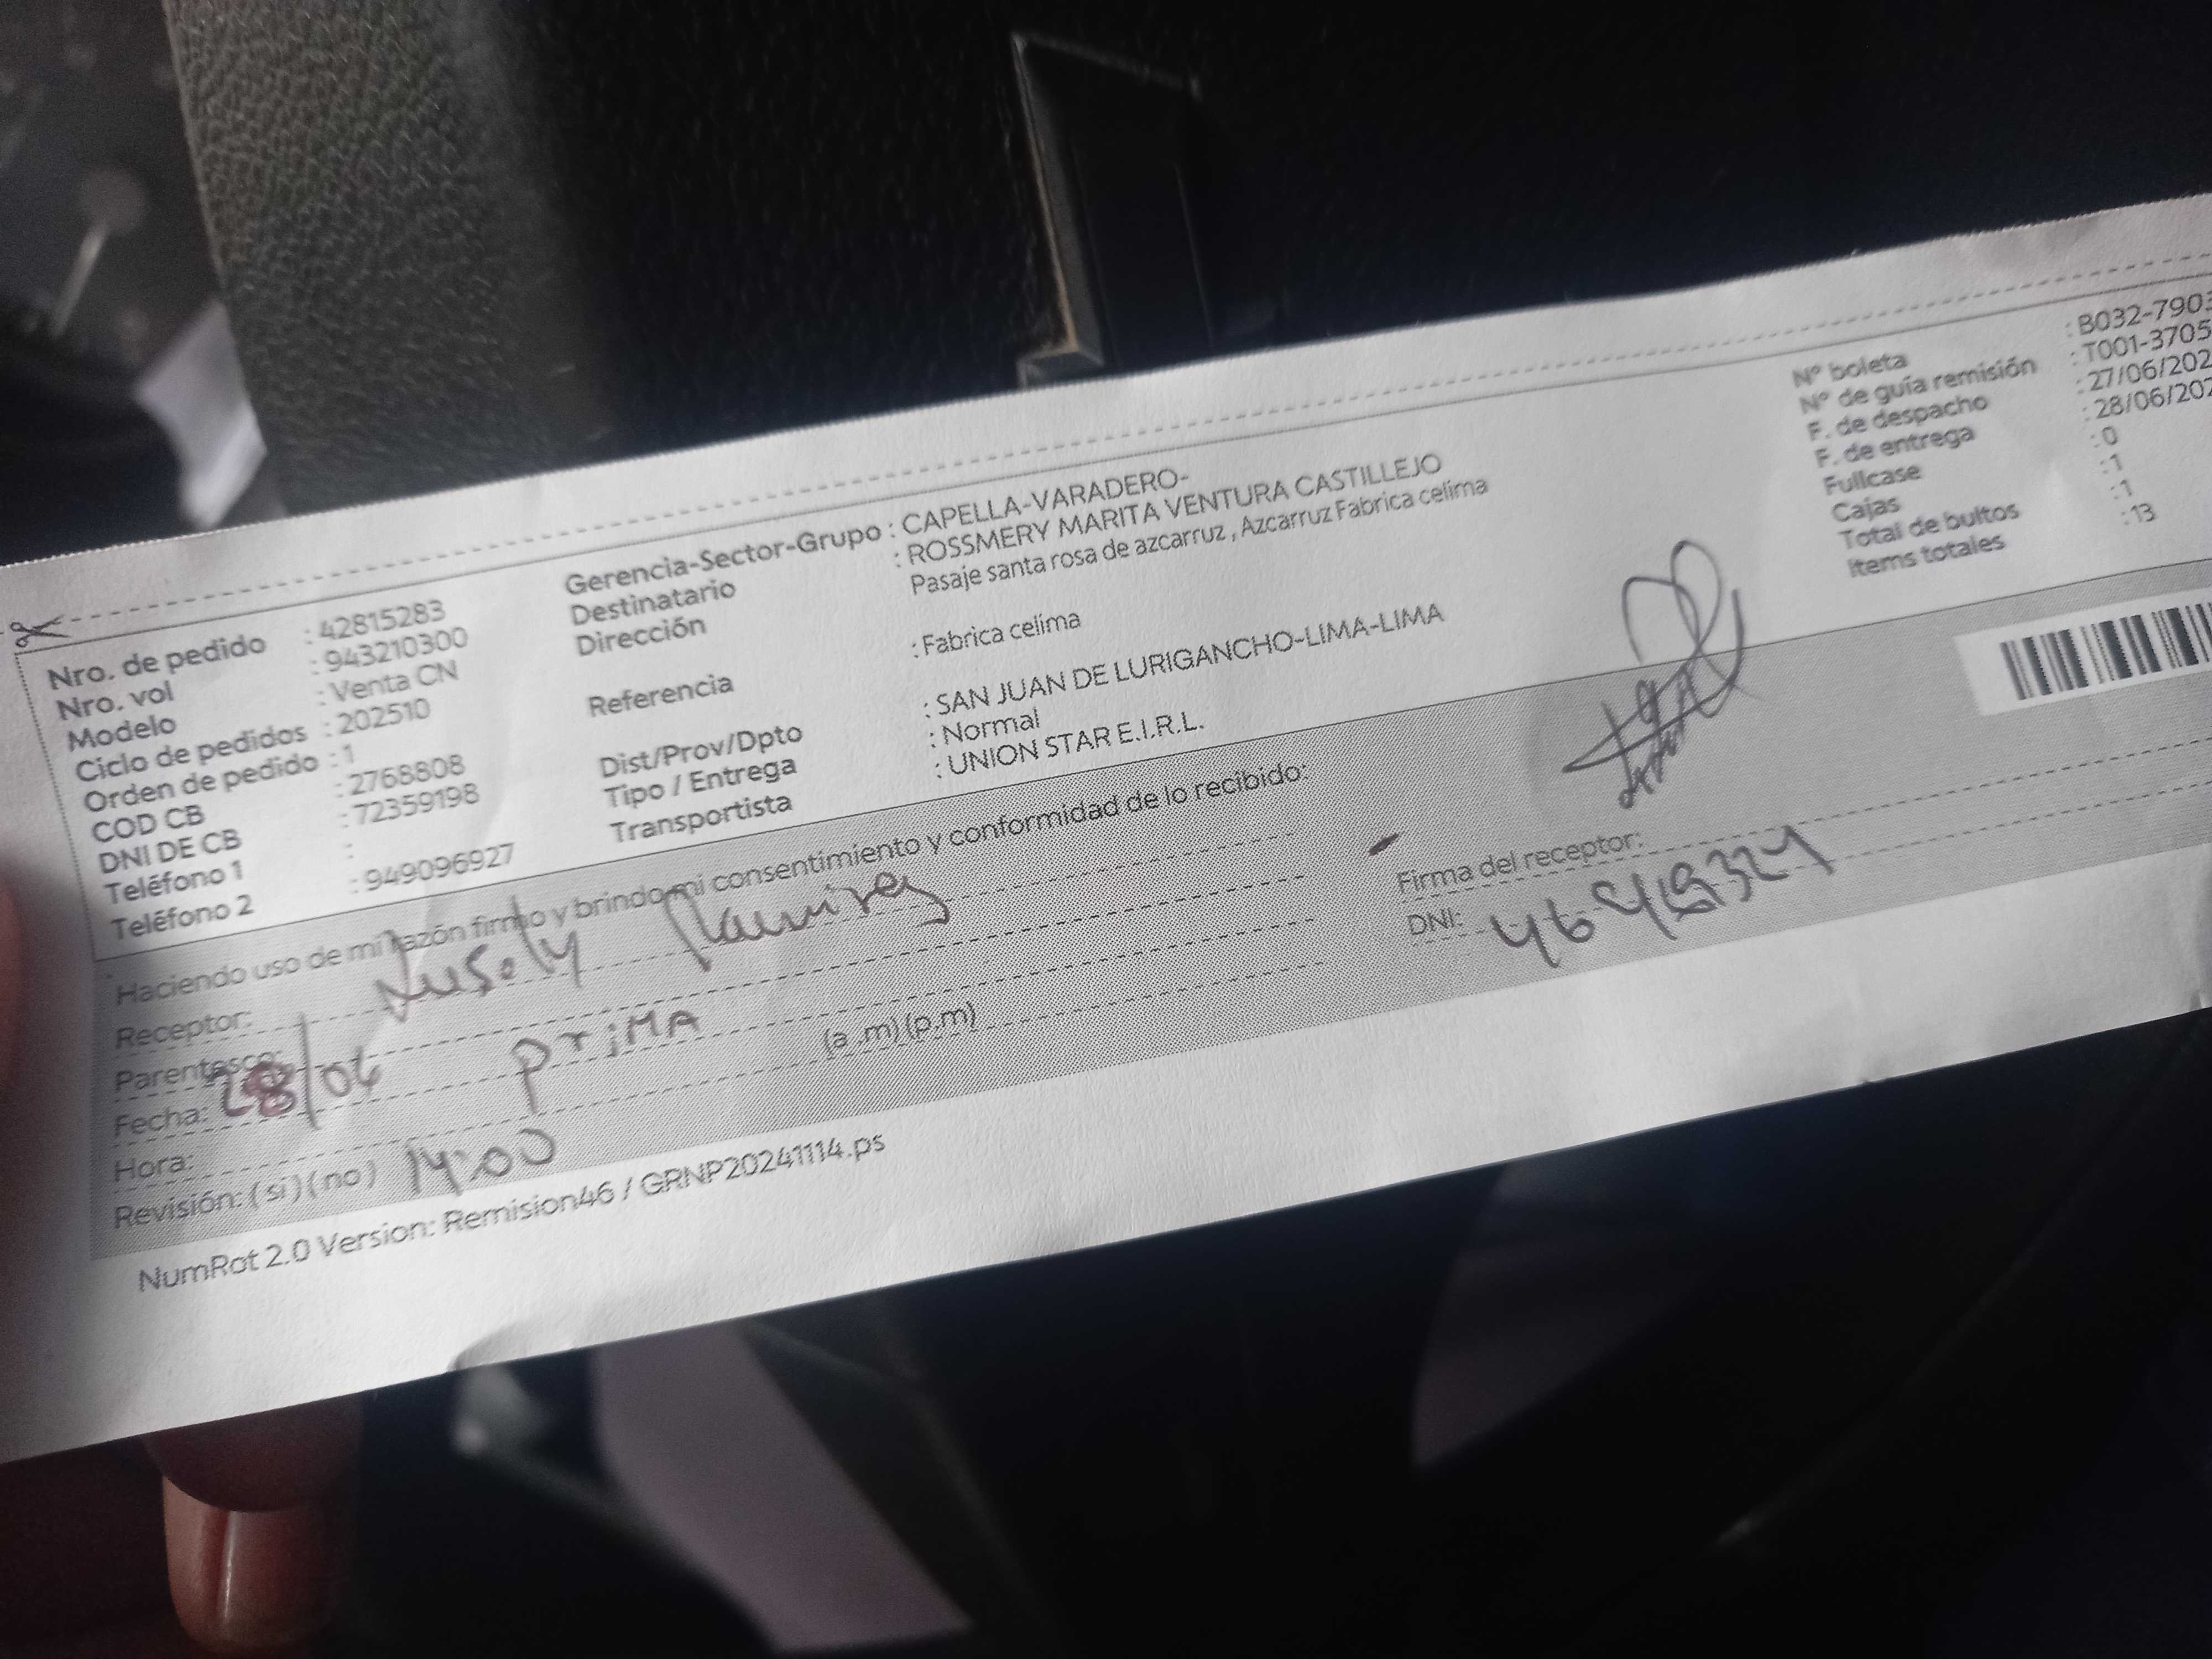 Nro. de pedido : 42815283
Nro. vol : 943210300
Modelo : Venta CN
Ciclo de pedidos : 202510
Orden de pedido : 1
COD CB : 2768808
DNI DE CB : 72359198
Teléfono 1 :
Teléfono 2 : 949096927
Gerencia-Sector-Grupo : CAPELLA-VARADERO-
Destinatario : ROSSMERY MARITA VENTURA CASTILLEJO
Dirección Pasaje santa rosa de azcarruz , Azcarruz Fabrica celima
Referencia : Fabrica celima
Dist/Prov/Dpto : SAN JUAN DE LURIGANCHO-LIMA-LIMA
Tipo / Entrega : Normal
Transportista : UNION STAR E.I.R.L.
Nº boleta : B032-7903
Nº de guía remisión : T001-3705
F. de despacho : 27/06/202
F. de entrega : 28/06/202
Fullcase : 0
Cajas : 1
Total de bultos : 1
Items totales : 13
Haciendo uso de mi razón firmo y brindo mi consentimiento y conformidad de lo recibido:
Receptor: Ramirez
Parentesco: priMA
Fecha: 28/06
Hora: (a .m) (p.m)
Revisión: ( si ) ( no ) 14:00
Firma del receptor:
DNI:
NumRot 2.0 Version: Remision46 / GRNP20241114.ps